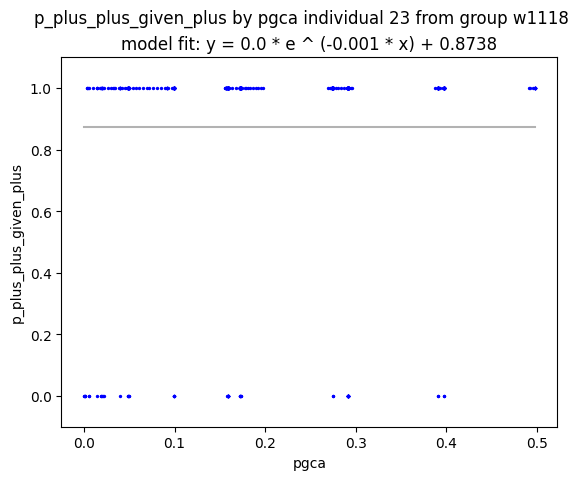 p_plus_plus_given_plus by pgca individual 23 from group w1118
model fit: y = 0.0 * e ^ (-0.001 * x) + 0.8738
p_plus_plus_given_plus
1.0
0.8
0.6
0.4
0.2
0.0
0.0 0.1 0.2 0.3 0.4 0.5
pgca